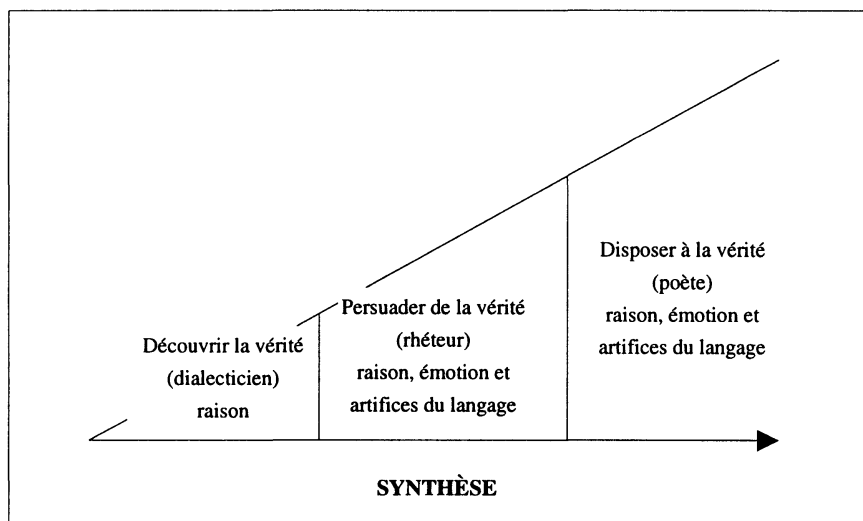 Découvrir la vérité
(dialecticien)
raison
Persuader de la vérité
(rhéteur)
raison, émotion et
artifices du langage
Disposer à la vérité
(poète)
raison, émotion et
artifices du langage
SYNTHÈSE